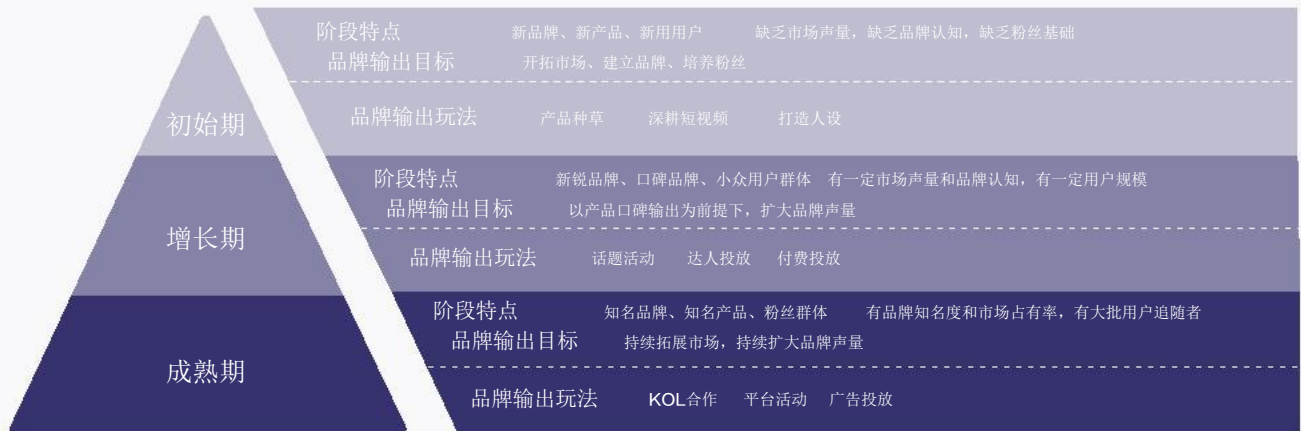 阶段特点 新品牌、新产品、新用用户 缺乏市场声量，缺乏品牌认知，缺乏粉丝基础
品牌输出目标 开拓市场、建立品牌、培养粉丝
初始期
品牌输出玩法 产品种草 深耕短视频 打造人设
阶段特点 新锐品牌、口碑品牌、小众用户群体 有一定市场声量和品牌认知，有一定用户规模
品牌输出目标 以产品口碑输出为前提下，扩大品牌声量
增长期
品牌输出玩法 话题活动 达人投放 付费投放
阶段特点 知名品牌、知名产品、粉丝群体 有品牌知名度和市场占有率，有大批用户追随者
品牌输出目标 持续拓展市场，持续扩大品牌声量
成熟期
品牌输出玩法 KOL合作 平台活动 广告投放